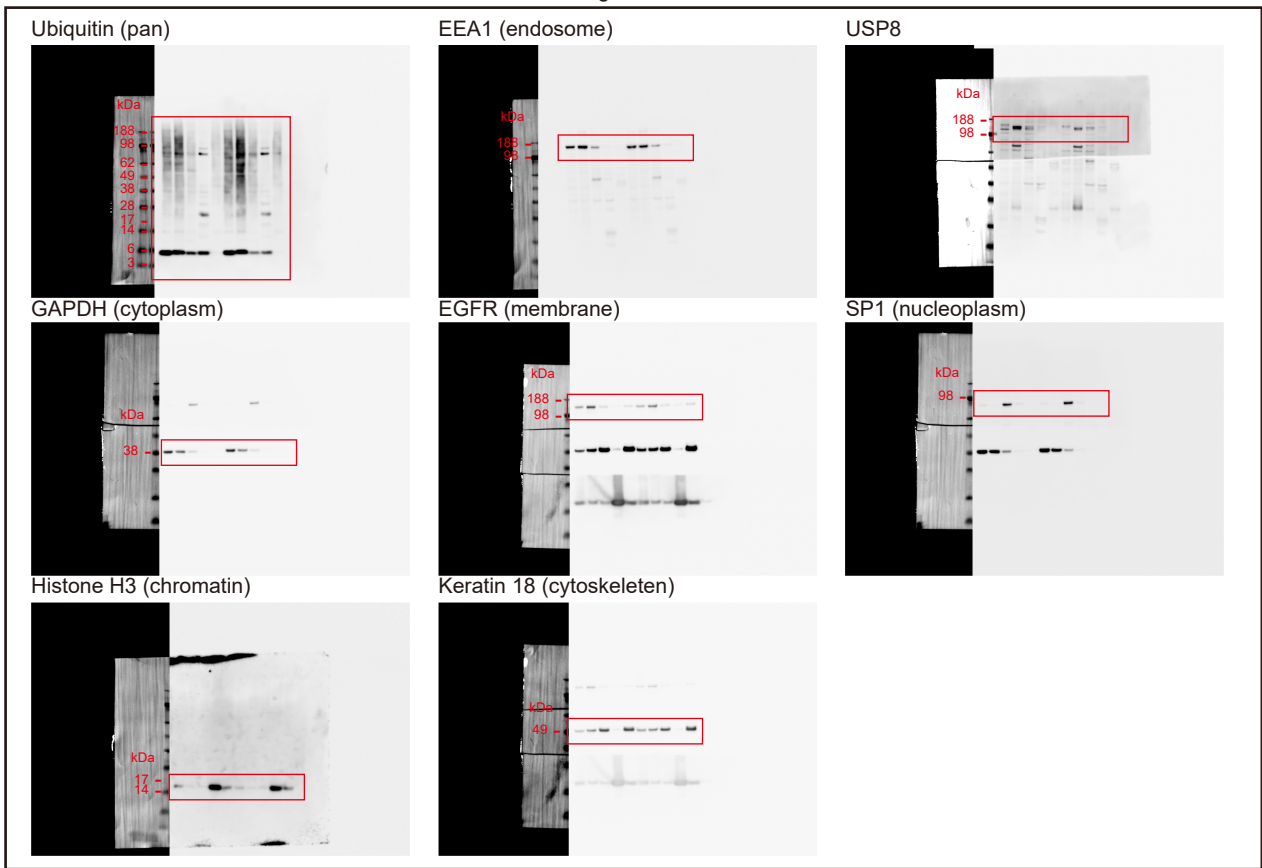 Ubiquitin (pan)
kDa
188
98
62
49
38
28
17
14
6
3
EEA1 (endosome)
kDa
188
98
USP8
kDa
188
98
GAPDH (cytoplasm)
kDa
38
EGFR (membrane)
kDa
188
98
SP1 (nucleoplasm)
kDa
98
Histone H3 (chromatin)
kDa
17
14
Keratin 18 (cytoskeleten)
kDa
49